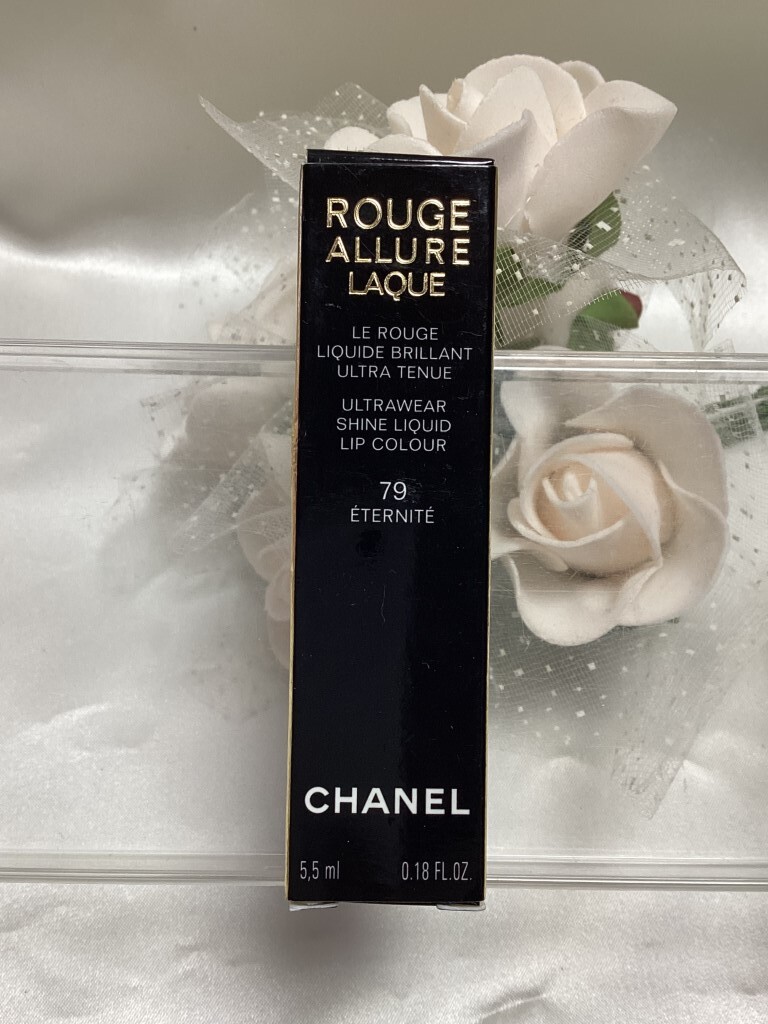 ROUGE
ALLURE
LAQUE
LE ROUGE
LIQUIDE BRILLANT
ULTRA TENUE
ULTRAWEAR
SHINE LIQUID
LIP COLOUR
79
ÉTERNITÉ
CHANEL
5,5 ml 0.18 FL.OZ.